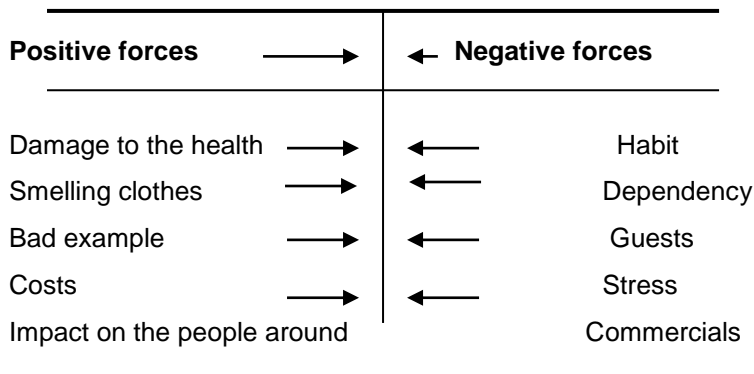 Positive forces Negative forces
Damage to the health Habit
Smelling clothes Dependency
Bad example Guests
Costs Stress
Impact on the people around Commercials